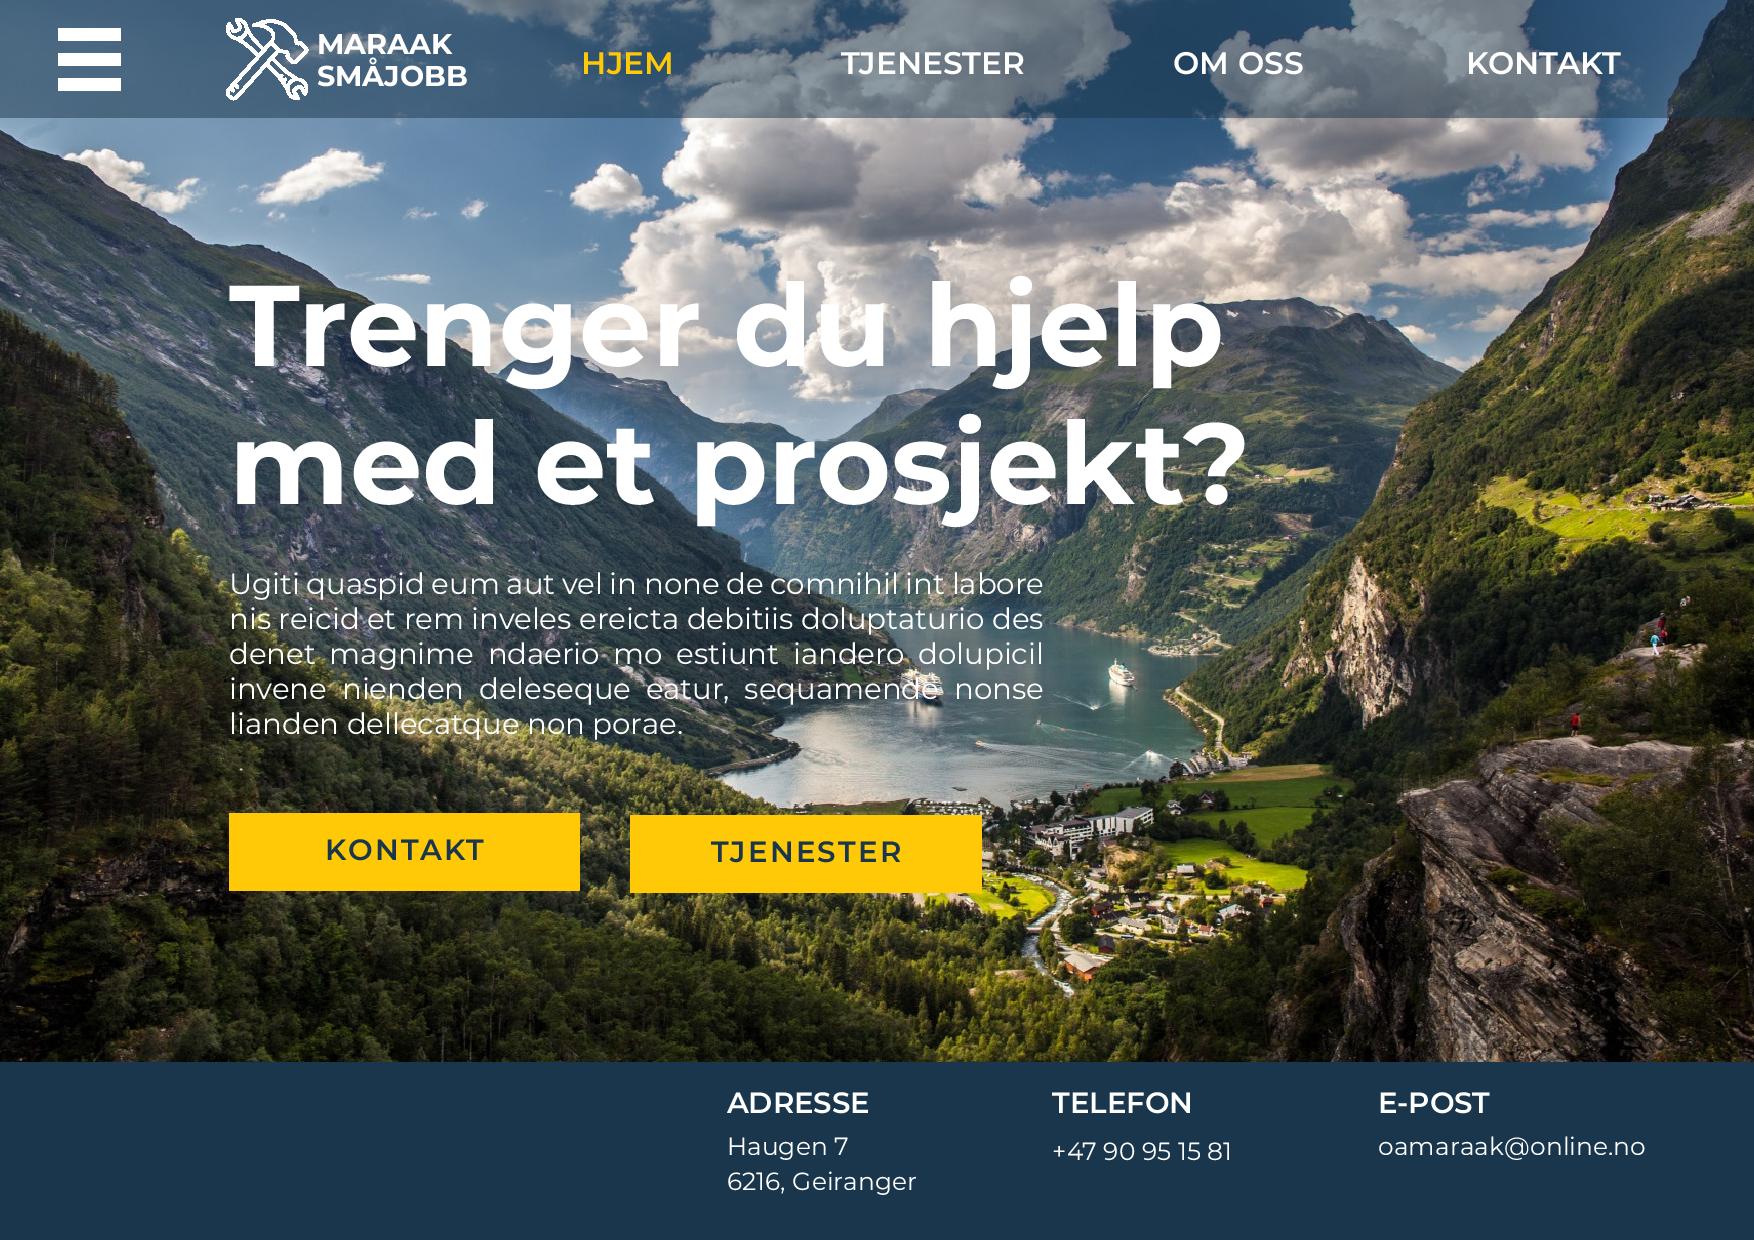 MARAAK
SMÅJOBB
HJEM
TJENESTER
OM OSS
KONTAKT
Trenger du hjelp
med et prosjekt?
Ugiti quaspid eum aut vel in none de comnihil int labore
nis reicid et rem inveles ereicta debitiis doluptaturio des
denet magnime ndaerio mo estiunt iandero dolupicil
invene nienden deleseque eatur, sequamende nonse
lianden dellecatque non porae.
.
KONTAKT
TJENESTER
ADRESSE
Haugen 7
6216, Geiranger
TELEFON
+47 90 95 15 81
E-POST
oamaraak@online.no